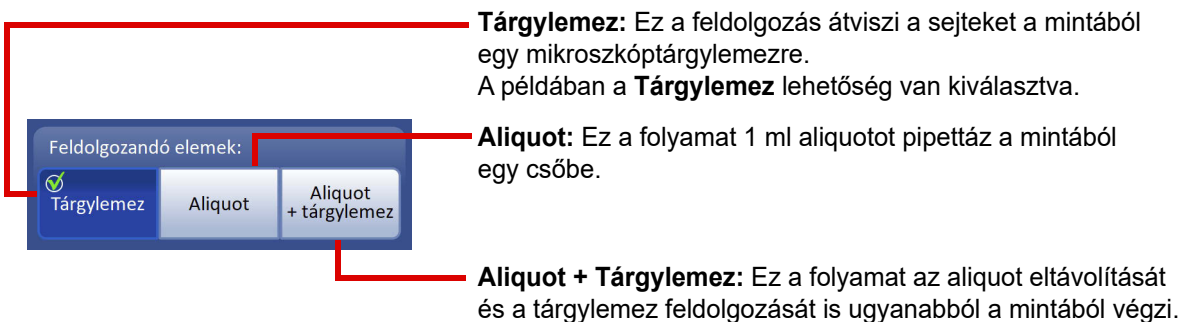 Tárgylemez: Ez a feldolgozás átviszi a sejteket a mintából
egy mikroszkóptárgylemezre.
A példában a Tárgylemez lehetőség van kiválasztva.
Aliquot: Ez a folyamat 1 ml aliquotot pipettáz a mintából
egy csőbe.
Feldolgozandó elemek:
Tárgylemez
Aliquot
Aliquot
+ tárgylemez
Aliquot + Tárgylemez: Ez a folyamat az aliquot eltávolítását
és a tárgylemez feldolgozását is ugyanabból a mintából végzi.